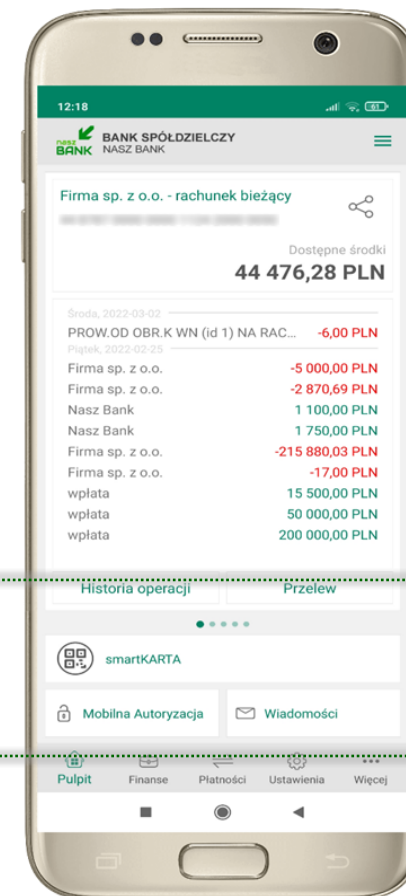 12:18
61
nasz BANK
BANK SPÓŁDZIELCZY
NASZ BANK
Firma sp. z o.o. - rachunek bieżący
Dostępne środki
44 476,28 PLN
Środa, 2022-03-02
PROW.OD OBR.K WN (id 1) NA RAC... -6,00 PLN
Piątek, 2022-02-25
Firma sp. z o.o. -5 000,00 PLN
Firma sp. z o.o. -2 870,69 PLN
Nasz Bank 1 100,00 PLN
Nasz Bank 1 750,00 PLN
Firma sp. z o.o. -215 880,03 PLN
Firma sp. z o.o. -17,00 PLN
wpłata 15 500,00 PLN
wpłata 50 000,00 PLN
wpłata 200 000,00 PLN
Historia operacji Przelew
smartKARTA
Mobilna Autoryzacja Wiadomości
Pulpit Finanse Płatności Ustawienia Więcej